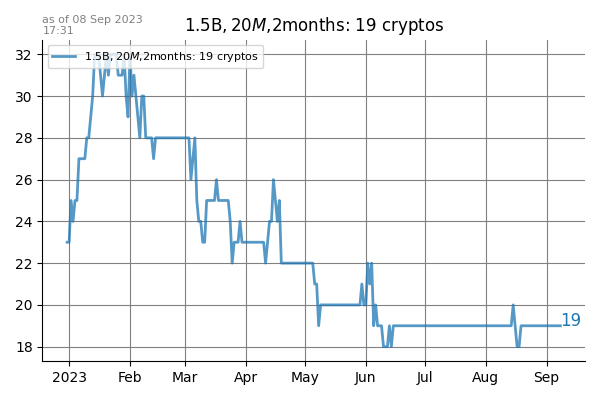 as of 08 Sep 2023
17:31
1.5B, 20M,2months: 19 cryptos
1.5B, 20M,2months: 19 cryptos
32
30
28
26
24
22
20
18
19
2023 Feb Mar Apr May Jun Jul Aug Sep